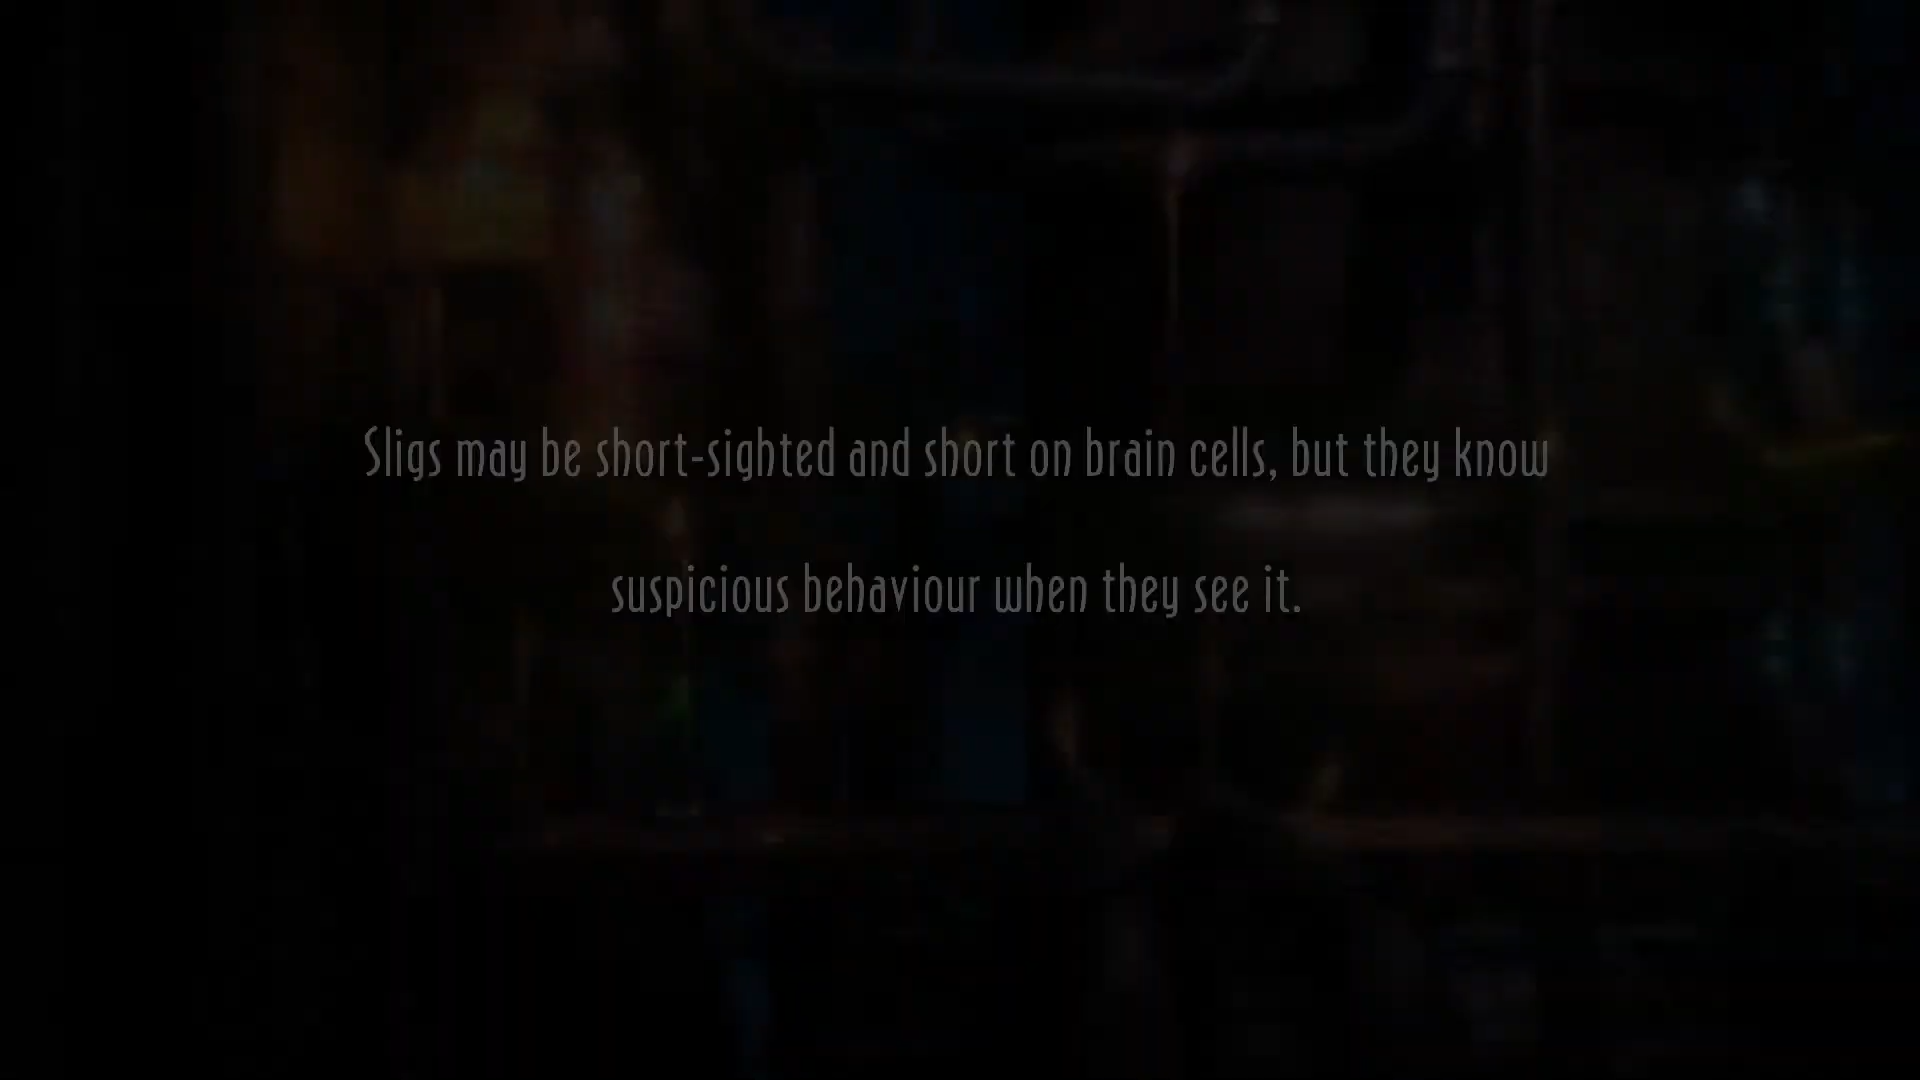 Sligs may be short-sighted and short on brain cells, but they know
suspicious behaviour when they see it.